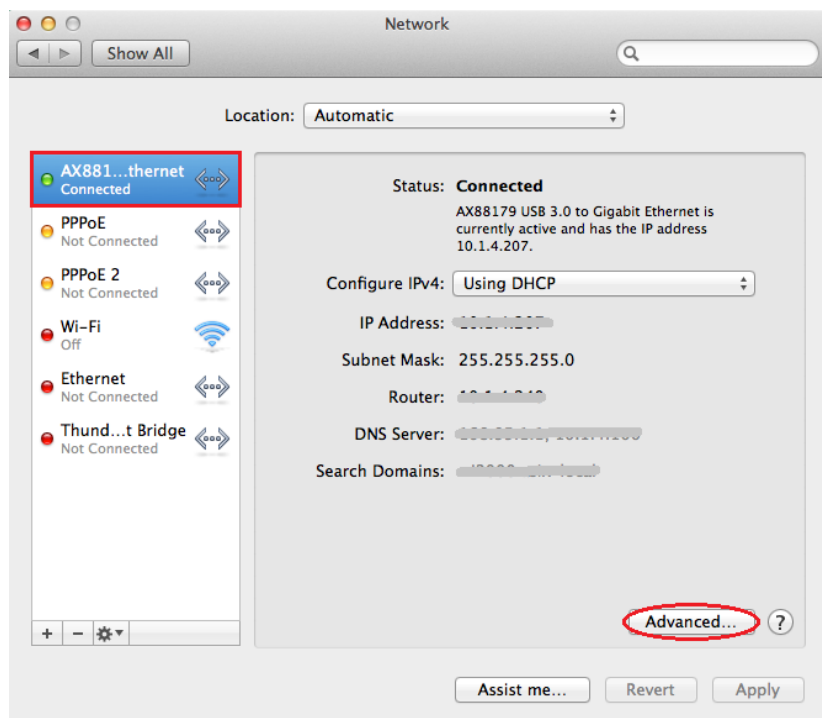 Network
Show All
Location: Automatic
AX881...thernet
Connected
PPPoE
Not Connected
PPPoE 2
Not Connected
Wi-Fi
Off
Ethernet
Not Connected
Thund...t Bridge
Not Connected
Status: Connected
AX88179 USB 3.0 to Gigabit Ethernet is
currently active and has the IP address
10.1.4.207.
Configure IPv4: Using DHCP
IP Address:
Subnet Mask: 255.255.255.0
Router:
DNS Server:
Search Domains:
Advanced... ?
Assist me... Revert Apply